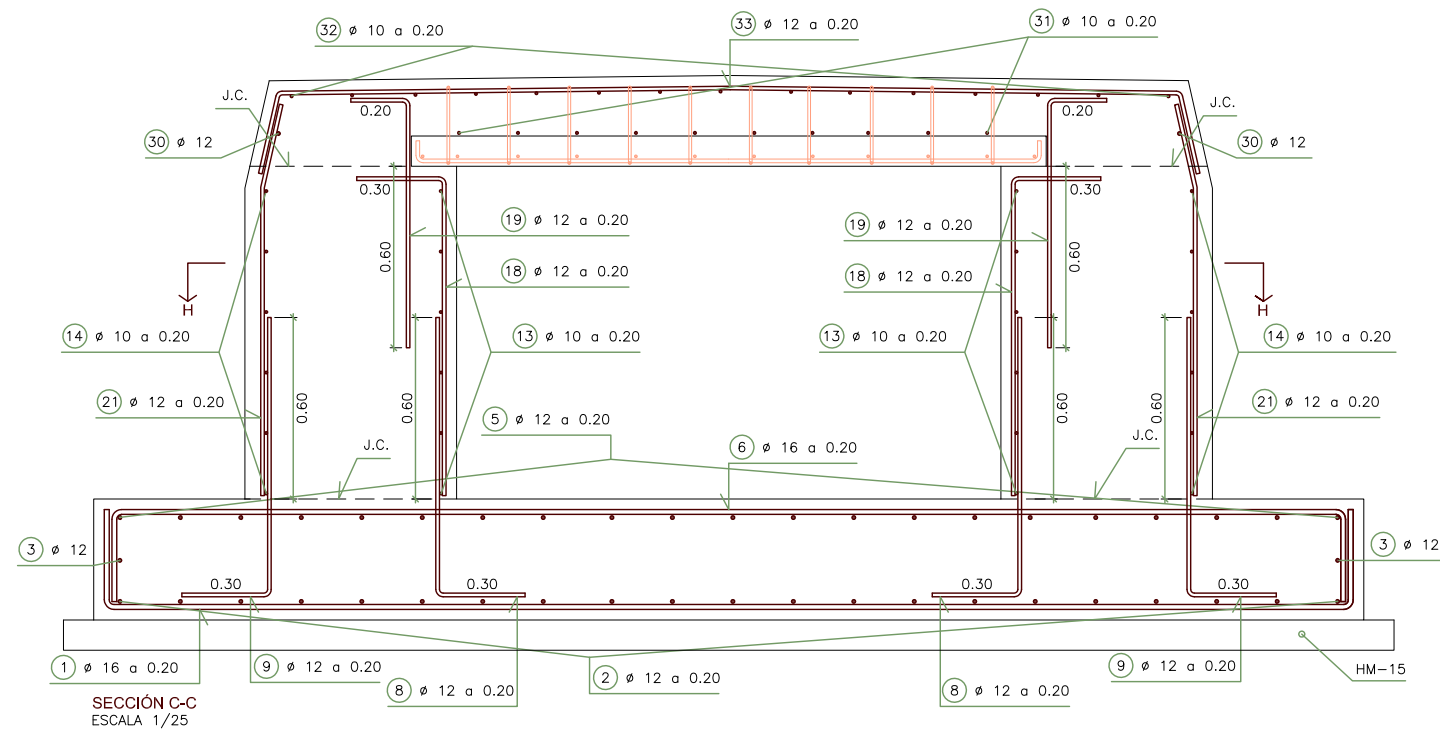 32 ø 10 a 0.20
33 ø 12 a 0.20
31 ø 10 a 0.20
J.C.
J.C.
0.20
0.20
30 ø 12
30 ø 12
0.30
0.30
19 ø 12 a 0.20
19 ø 12 a 0.20
0.60
0.60
18 ø 12 a 0.20
18 ø 12 a 0.20
H
H
14 ø 10 a 0.20
13 ø 10 a 0.20
13 ø 10 a 0.20
14 ø 10 a 0.20
21 ø 12 a 0.20
0.60
0.60
0.60
0.60
21 ø 12 a 0.20
5 ø 12 a 0.20
J.C.
6 ø 16 a 0.20
J.C.
3 ø 12
3 ø 12
0.30
0.30
0.30
0.30
1 ø 16 a 0.20
9 ø 12 a 0.20
8 ø 12 a 0.20
2 ø 12 a 0.20
8 ø 12 a 0.20
9 ø 12 a 0.20
HM-15
SECCIÓN C-C
ESCALA 1/25